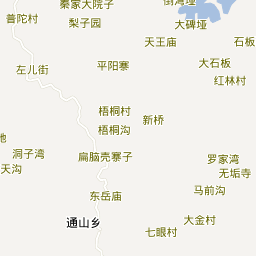 秦家大院子
倒湾垭
普陀村
梨子园
大碑垭
天王庙
石板
左儿街
平阳寨
大石板
红林村
梧桐村
新桥
梧桐沟
洞子湾
扁脑壳寨子
罗家湾
天沟
无垢寺
东岳庙
马前沟
通山乡
大金村
七眼村